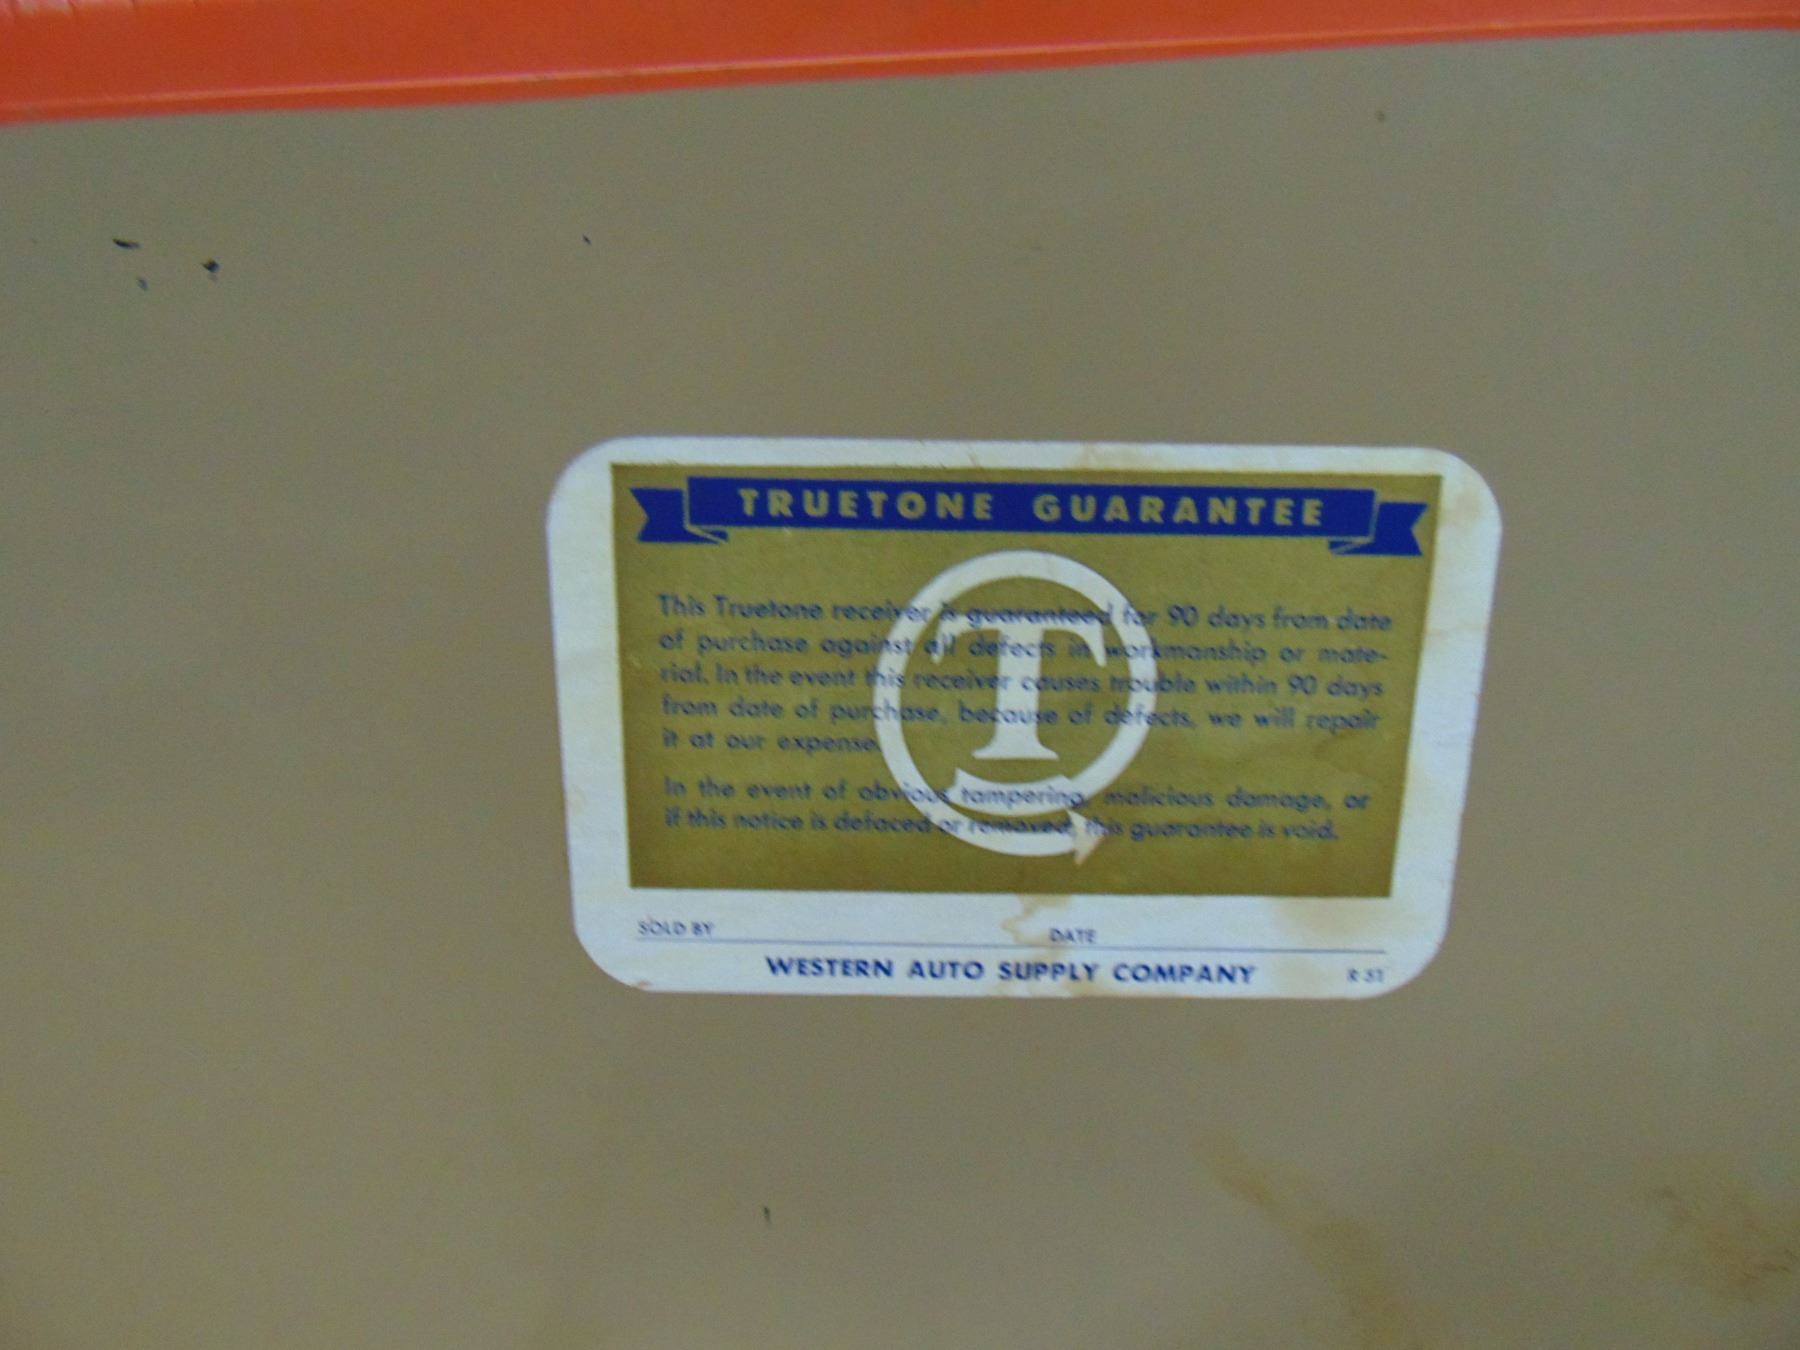 TRUETONE GUARANTEE
This Truetone receiver is guaranteed for 90 days from date
of purchase against all defects in workmanship or mate-
rial. In the event this receiver causes trouble within 90 days
from date of purchase, because of defects, we will repair
it at our expense.
In the event of obvious tampering, malicious damage, or
if this notice is defaced or removed, this guarantee is void.
SOLD BY DATE
WESTERN AUTO SUPPLY COMPANY R 51
T